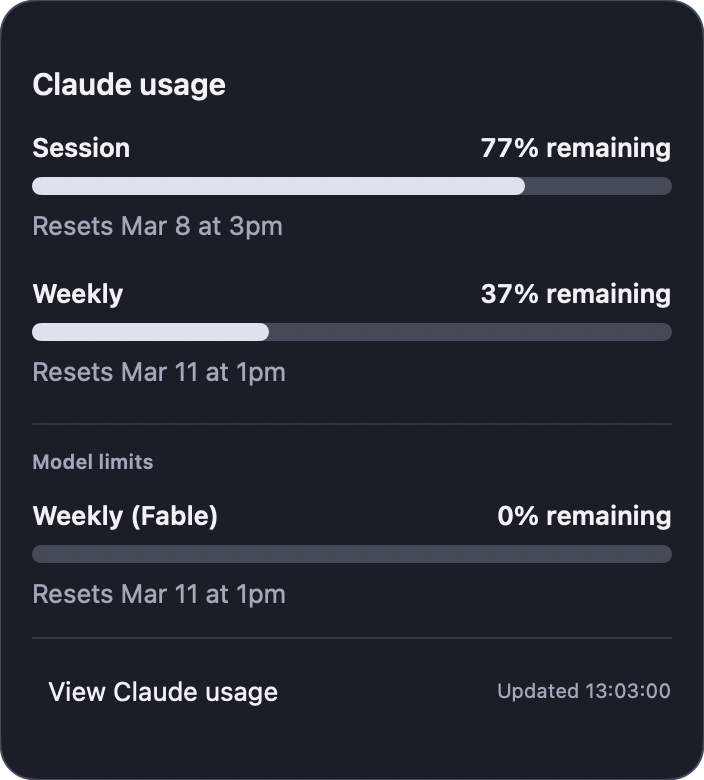 Claude usage
Session 77% remaining
Resets Mar 8 at 3pm
Weekly 37% remaining
Resets Mar 11 at 1pm
Model limits
Weekly (Fable) 0% remaining
Resets Mar 11 at 1pm
View Claude usage Updated 13:03:00